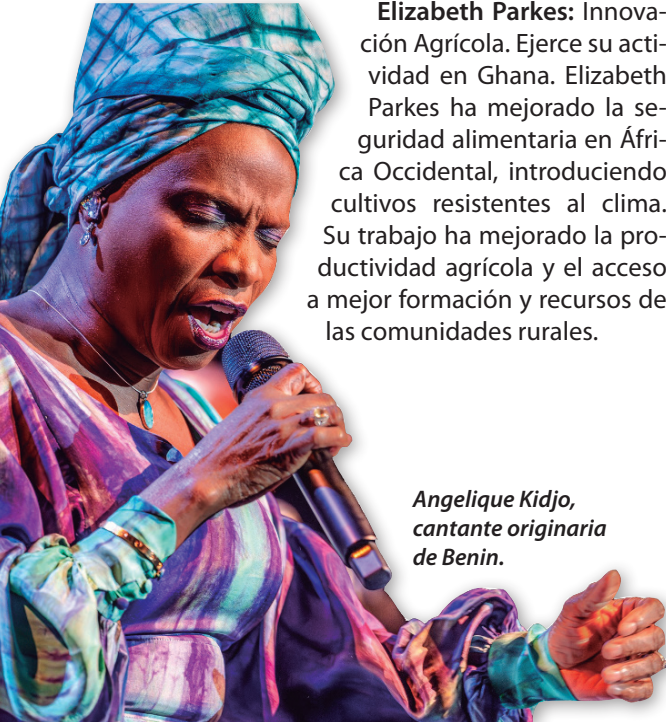 Elizabeth Parkes: Innova-
ción Agrícola. Ejerce su acti-
vidad en Ghana. Elizabeth
Parkes ha mejorado la se-
guridad alimentaria en Áfri-
ca Occidental, introduciendo
cultivos resistentes al clima.
Su trabajo ha mejorado la pro-
ductividad agrícola y el acceso
a mejor formación y recursos de
las comunidades rurales.
Angelique Kidjo,
cantante originaria
de Benin.